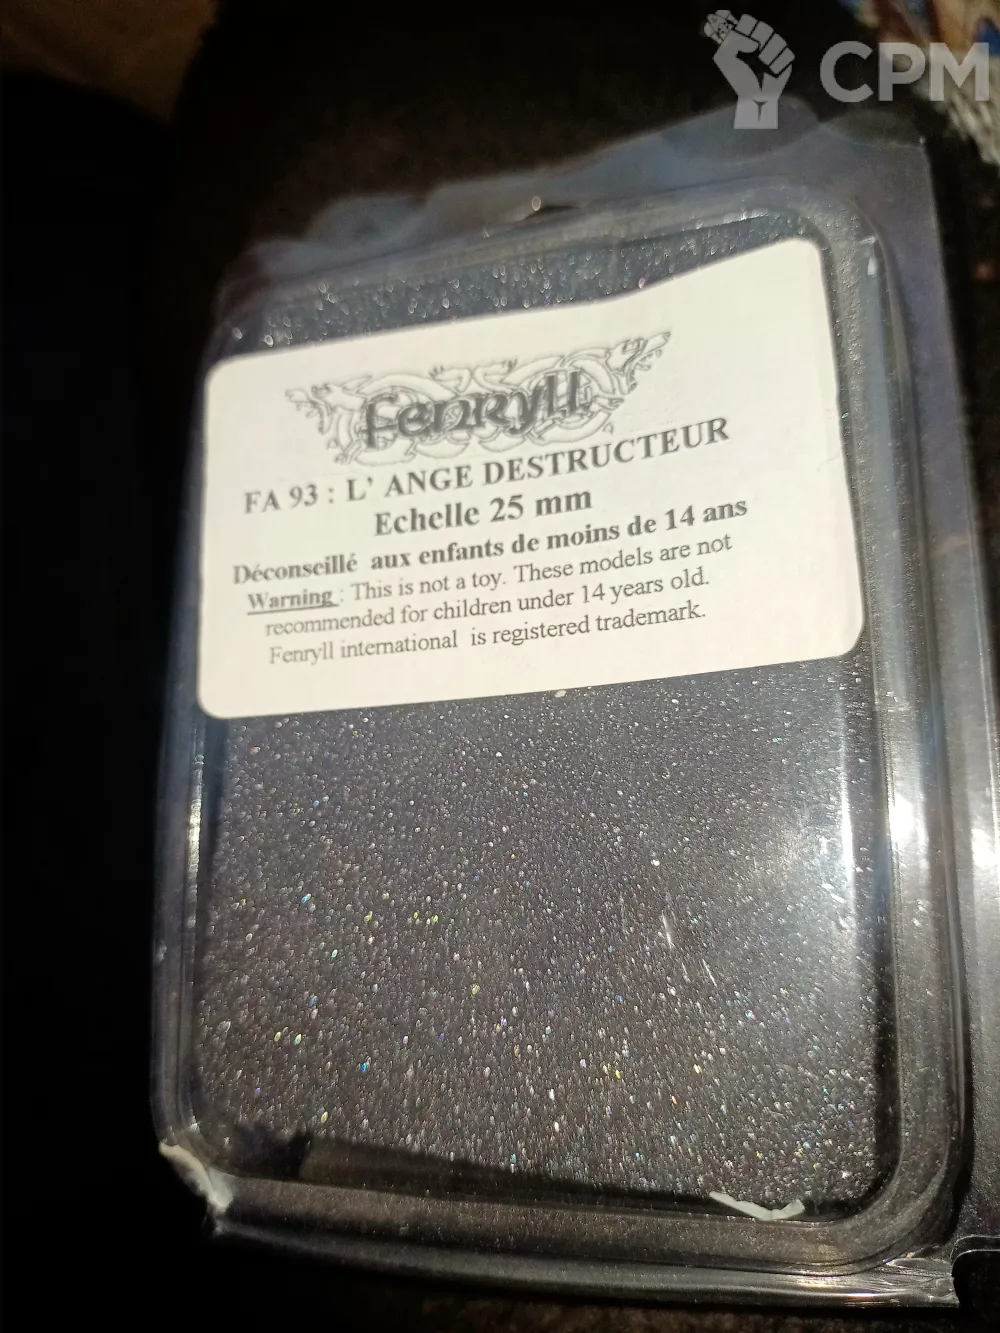 CPM
Fenryll
FA 93 : L' ANGE DESTRUCTEUR
Echelle 25 mm
Déconseillé aux enfants de moins de 14 ans
Warning : This is not a toy. These models are not
recommended for children under 14 years old.
Fenryll international is registered trademark.